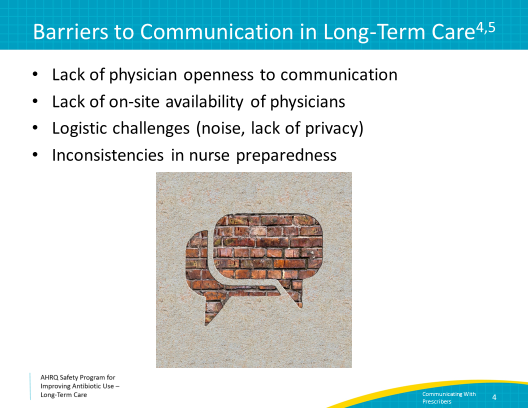 Barriers to Communication in Long-Term Care4,5
• Lack of physician openness to communication
• Lack of on-site availability of physicians
• Logistic challenges (noise, lack of privacy)
• Inconsistencies in nurse preparedness
AHRQ Safety Program for
Improving Antibiotic Use –
Long-Term Care
Communicating With
Prescribers
4